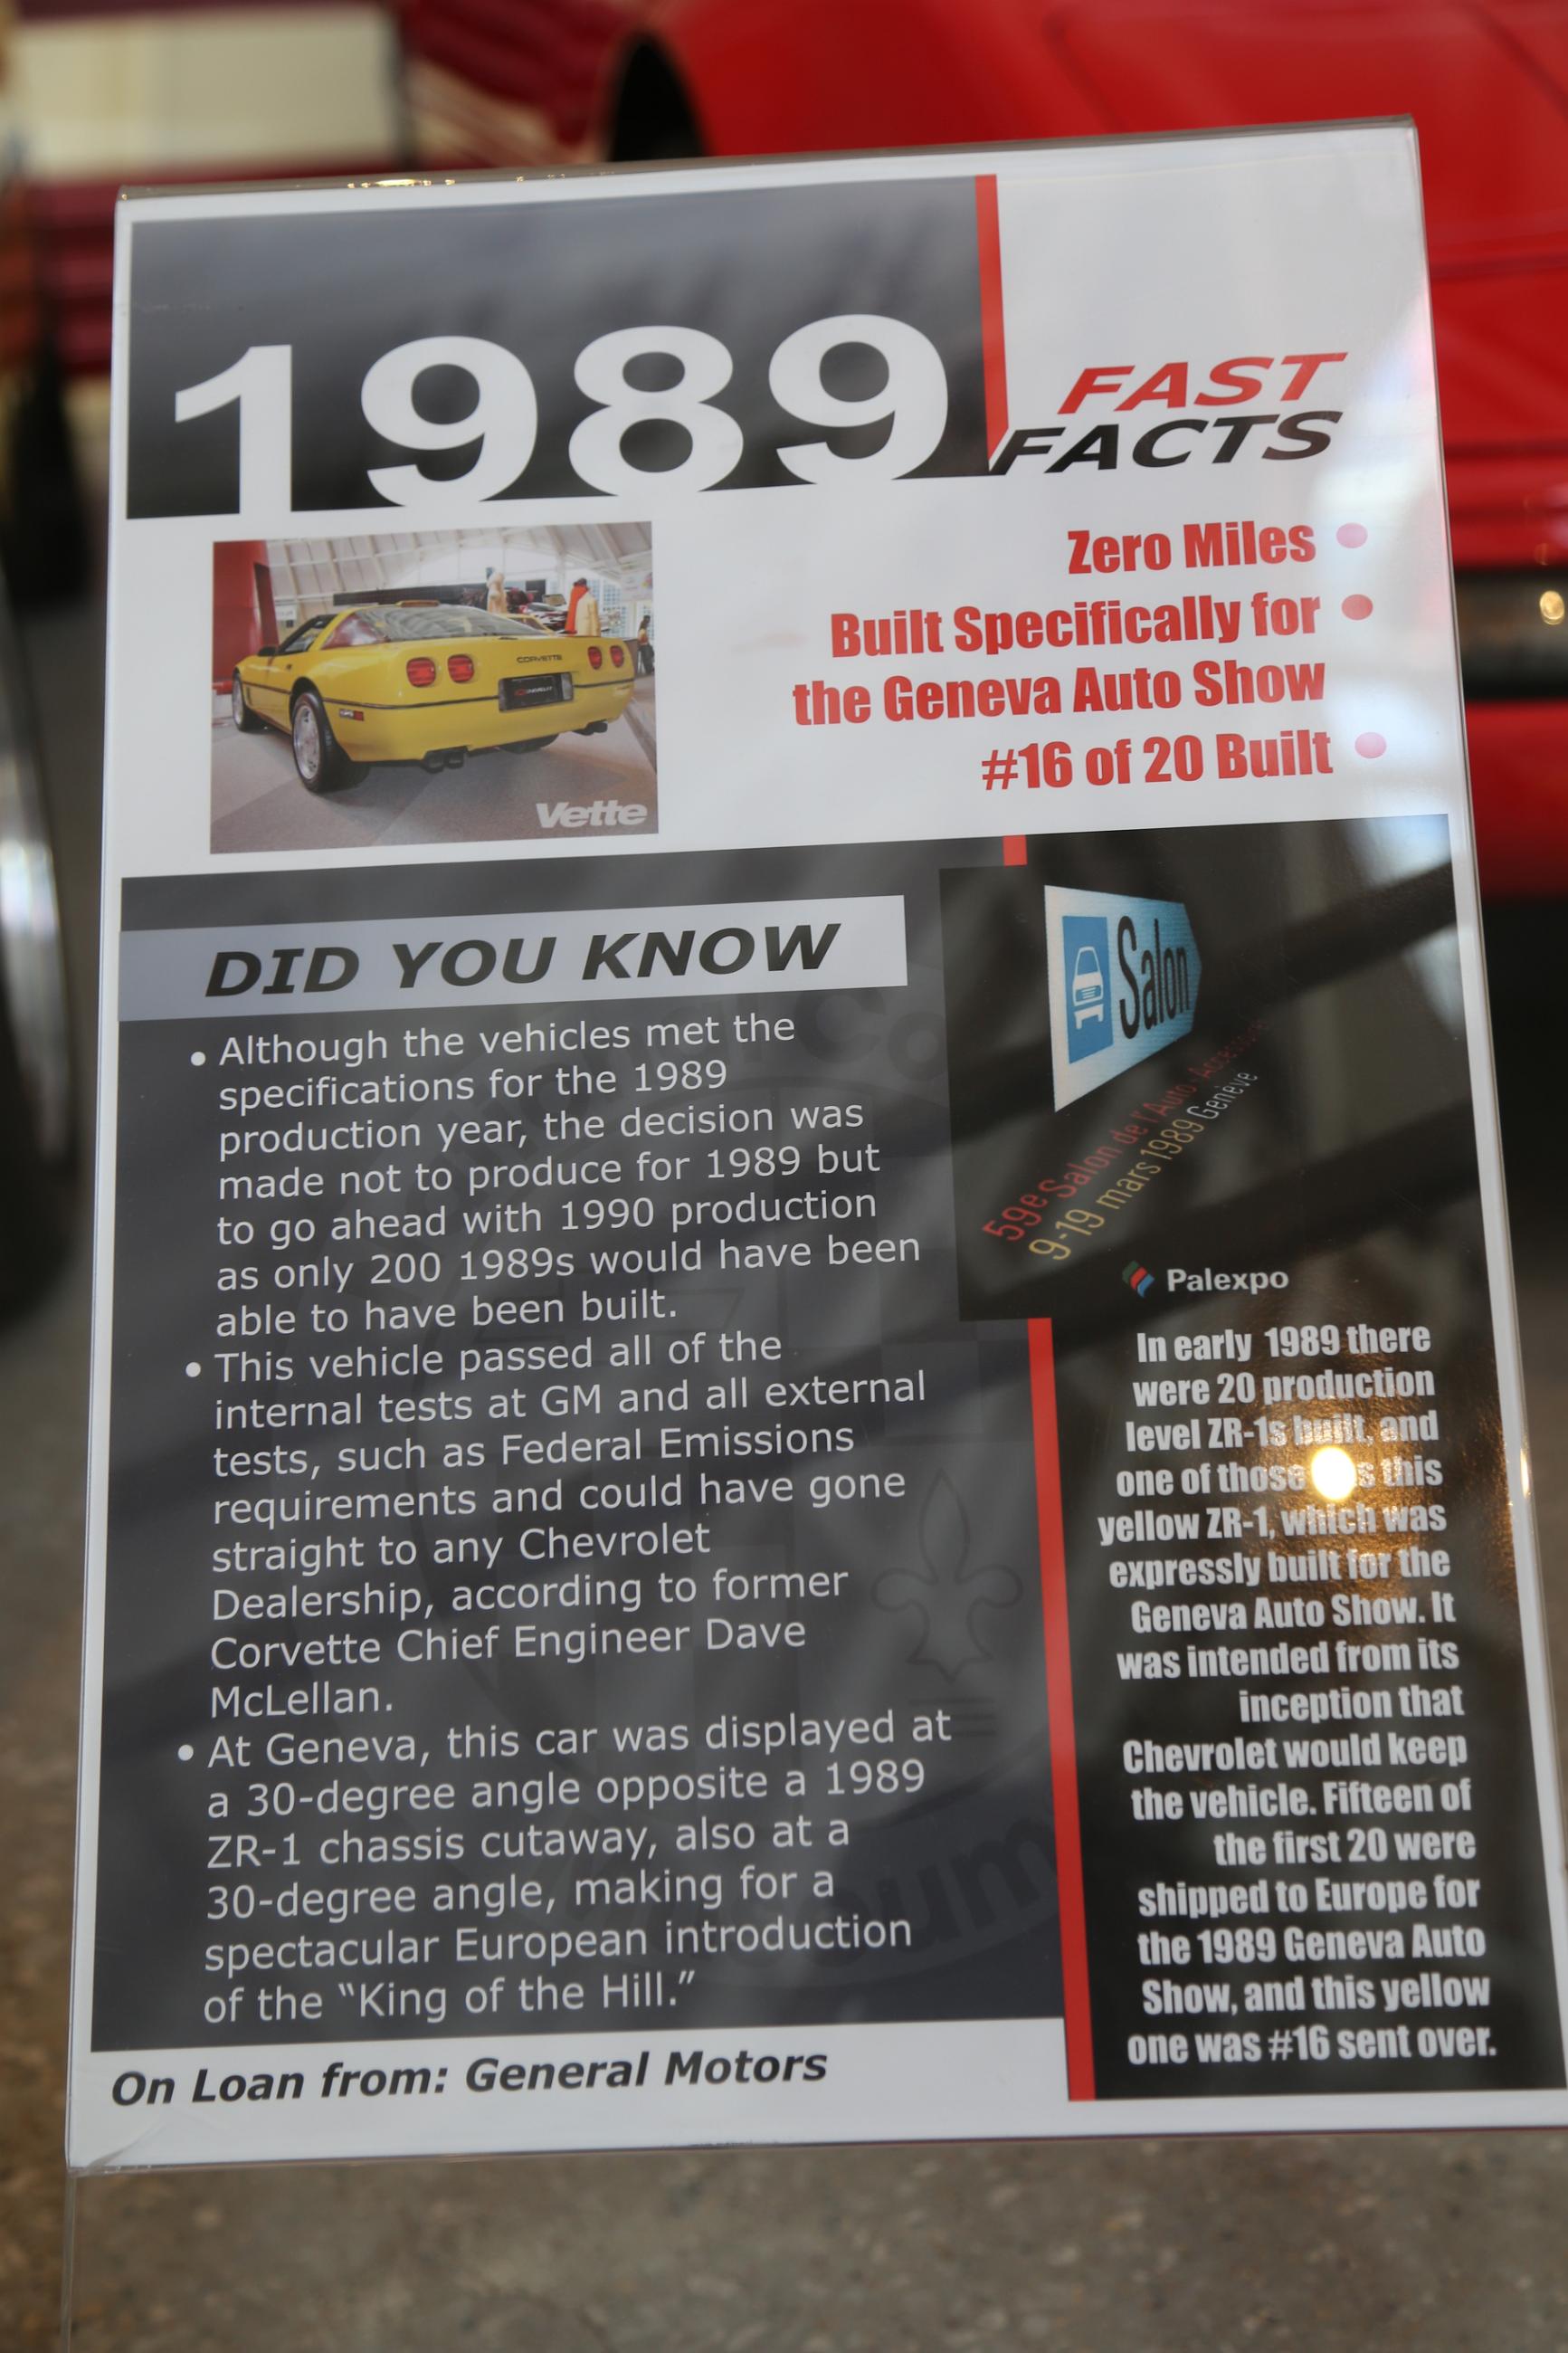 1989
FAST
FACTS
CORVETTE
Vette
Zero Miles •
Built Specifically for •
the Geneva Auto Show
#16 of 20 Built •
DID YOU KNOW
• Although the vehicles met the
specifications for the 1989
production year, the decision was
made not to produce for 1989 but
to go ahead with 1990 production
as only 200 1989s would have been
able to have been built.
• This vehicle passed all of the
internal tests at GM and all external
tests, such as Federal Emissions
requirements and could have gone
straight to any Chevrolet
Dealership, according to former
Corvette Chief Engineer Dave
McLellan.
• At Geneva, this car was displayed at
a 30-degree angle opposite a 1989
ZR-1 chassis cutaway, also at a
30-degree angle, making for a
spectacular European introduction
of the “King of the Hill.”
On Loan from: General Motors
Salon
59e Salon de l'Auto
9-19 mars 1989 Genève
Palexpo
In early 1989 there
were 20 production
level ZR-1s built, and
one of those this
yellow ZR-1, which was
expressly built for the
Geneva Auto Show. It
was intended from its
inception that
Chevrolet would keep
the vehicle. Fifteen of
the first 20 were
shipped to Europe for
the 1989 Geneva Auto
Show, and this yellow
one was #16 sent over.